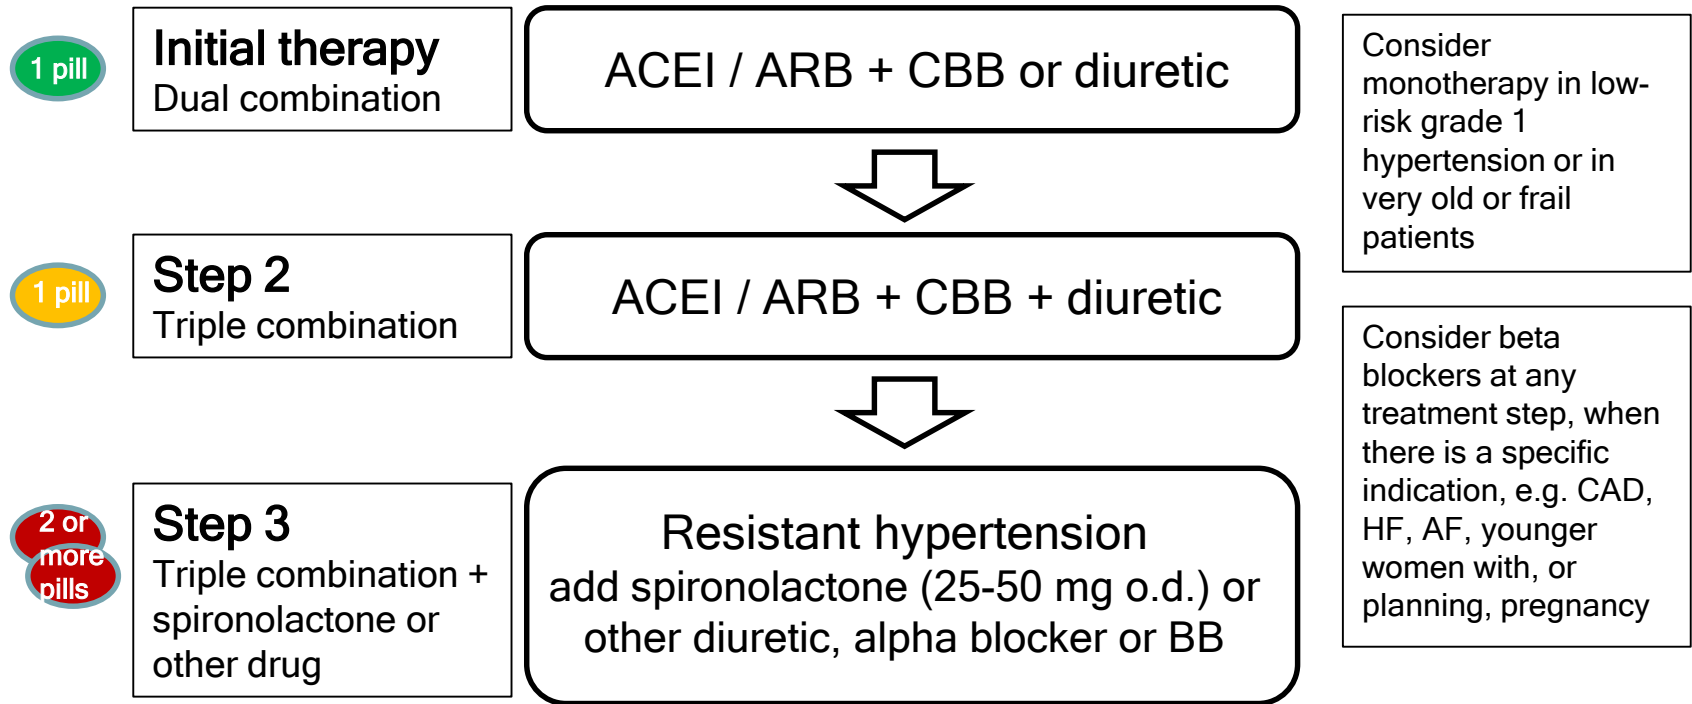 1 pill
Initial therapy
Dual combination
ACEI / ARB + CBB or diuretic
Consider
monotherapy in low-
risk grade 1
hypertension or in
very old or frail
patients
1 pill
Step 2
Triple combination
ACEI / ARB + CBB + diuretic
Consider beta
blockers at any
treatment step, when
there is a specific
indication, e.g. CAD,
HF, AF, younger
women with, or
planning, pregnancy
2 or
more
pills
Step 3
Triple combination +
spironolactone or
other drug
Resistant hypertension
add spironolactone (25-50 mg o.d.) or
other diuretic, alpha blocker or BB